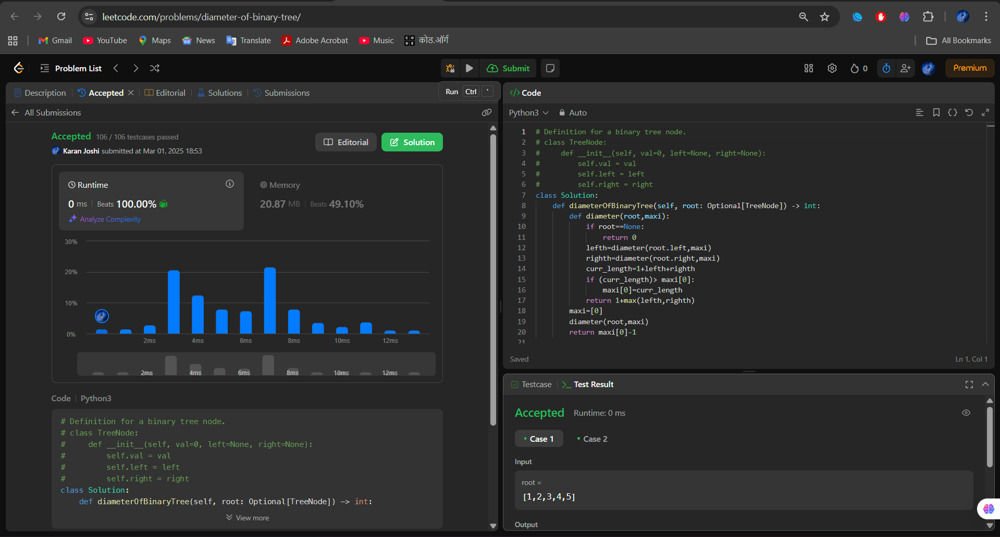 leetcode.com/problems/diameter-of-binary-tree/
Gmail YouTube Maps News Translate Adobe Acrobat Music कोड.ऑर्ग All Bookmarks
Problem List Submit 0 Premium
Description Accepted Editorial Solutions Submissions Run Ctrl '
All Submissions
Accepted 106 / 106 testcases passed
Karan Joshi submitted at Mar 01, 2025 18:53
Editorial Solution
Runtime
0 ms Beats 100.00%
Analyze Complexity
Memory
20.87 MB Beats 49.10%
30%
20%
10%
0%
2ms 4ms 6ms 8ms 10ms 12ms
2ms 4ms 6ms 8ms 10ms 12ms
Code Python3
# Definition for a binary tree node.
# class TreeNode:
#     def __init__(self, val=0, left=None, right=None):
#         self.val = val
#         self.left = left
#         self.right = right
class Solution:
    def diameterOfBinaryTree(self, root: Optional[TreeNode]) -> int:
View more
</> Code
Python3 Auto
1 # Definition for a binary tree node.
2 # class TreeNode:
3 #     def __init__(self, val=0, left=None, right=None):
4 #         self.val = val
5 #         self.left = left
6 #         self.right = right
7 class Solution:
8     def diameterOfBinaryTree(self, root: Optional[TreeNode]) -> int:
9         def diameter(root,maxi):
10             if root==None:
11                 return 0
12             lefth=diameter(root.left,maxi)
13             righth=diameter(root.right,maxi)
14             curr_length=1+lefth+righth
15             if (curr_length)> maxi[0]:
16                 maxi[0]=curr_length
17             return 1+max(lefth,righth)
18         maxi=[0]
19         diameter(root,maxi)
20         return maxi[0]-1
21
Saved Ln 1, Col 1
Testcase >_ Test Result
Accepted Runtime: 0 ms
Case 1 Case 2
Input
root =
[1,2,3,4,5]
Output